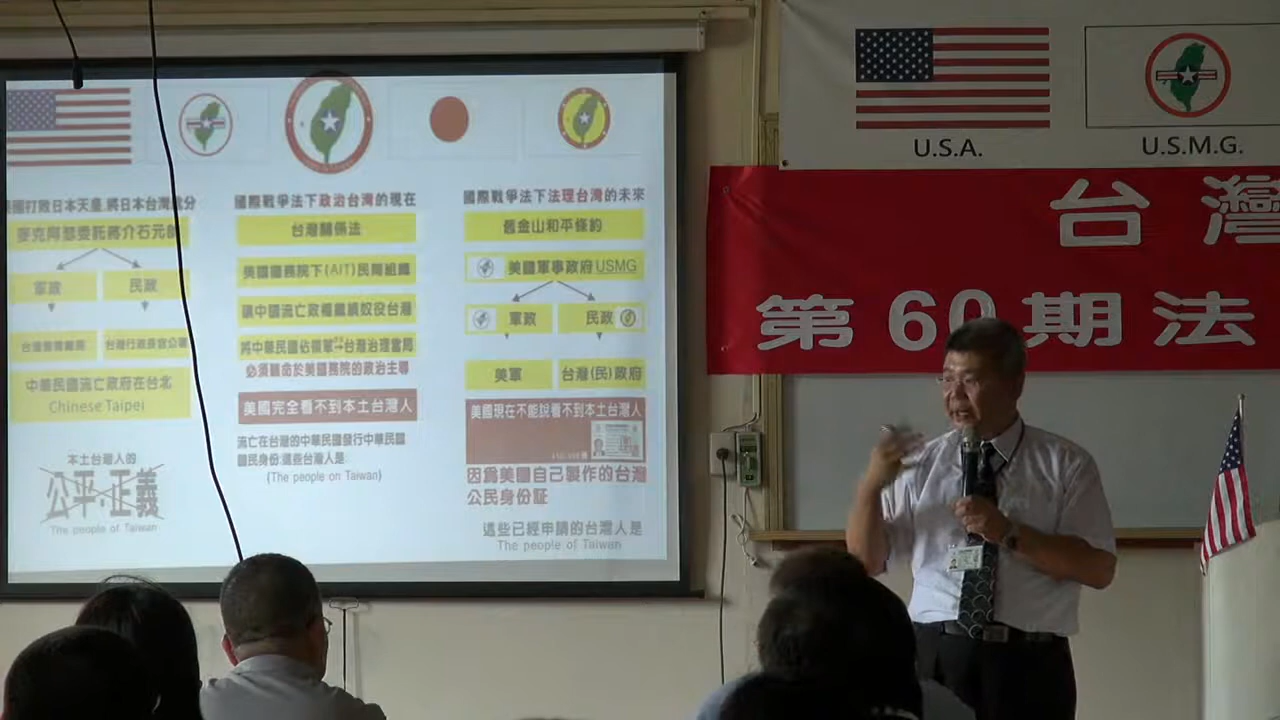 國打敗日本天皇,將日本台灣處分
麥克阿瑟委託蔣介石元帥
軍政
民政
台灣行政長官公署
中華民國流亡政府在台北
Chinese Taipei
本土台灣人的
公平正義
The people of Taiwan
國際戰爭法下政治台灣的現在
台灣關係法
美國國務院下(AIT)民間組織
讓中國流亡政權繼續奴役台灣
將中華民國佔領軍→台灣治理當局
必須聽命於美國務院的政治主導
美國完全看不到本土台灣人
流亡在台灣的中華民國發行中華民國
國民身份:這些台灣人是
(The people on Taiwan)
國際戰爭法下法理台灣的未來
舊金山和平條約
美國軍事政府USMG
軍政
民政
美軍
台灣(民)政府
美國現在不能說看不到本土台灣人
因為美國自己製作的台灣
公民身份証
這些已經申請的台灣人是
The people of Taiwan
U.S.A.
U.S.M.G.
台灣
第60期法